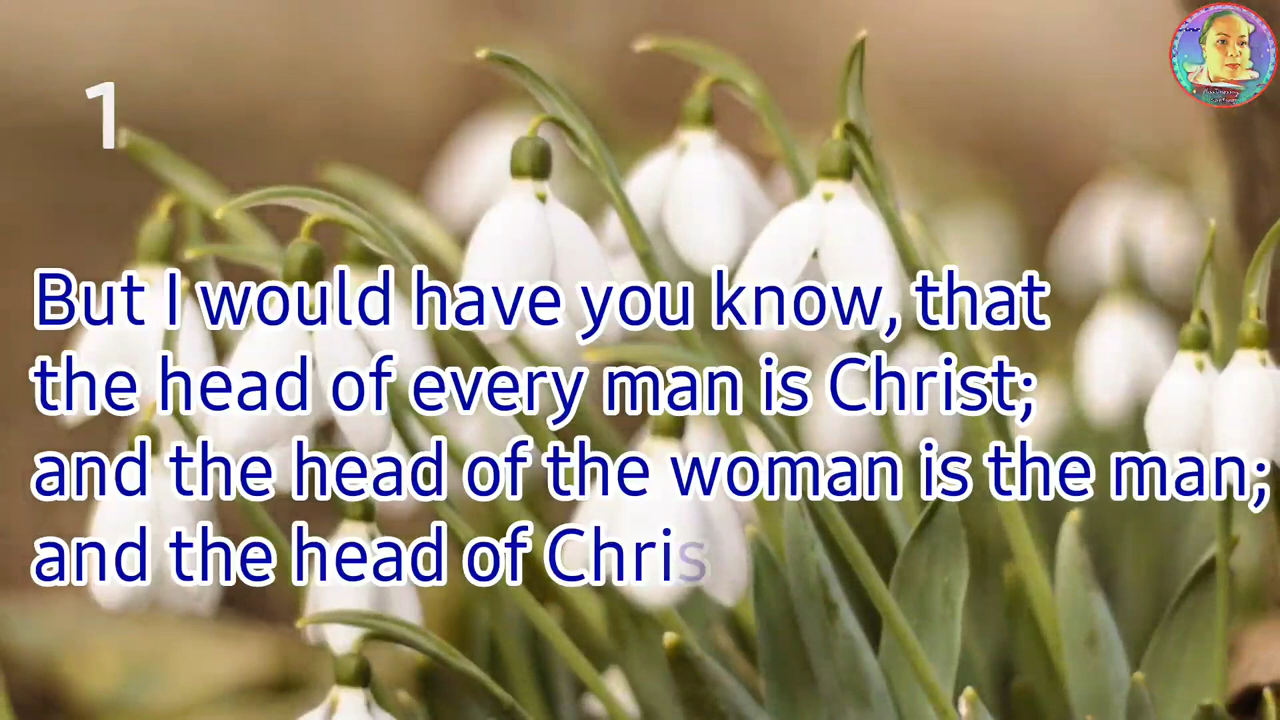 1
But I would have you know, that
the head of every man is Christ;
and the head of the woman is the man;
and the head of Chris